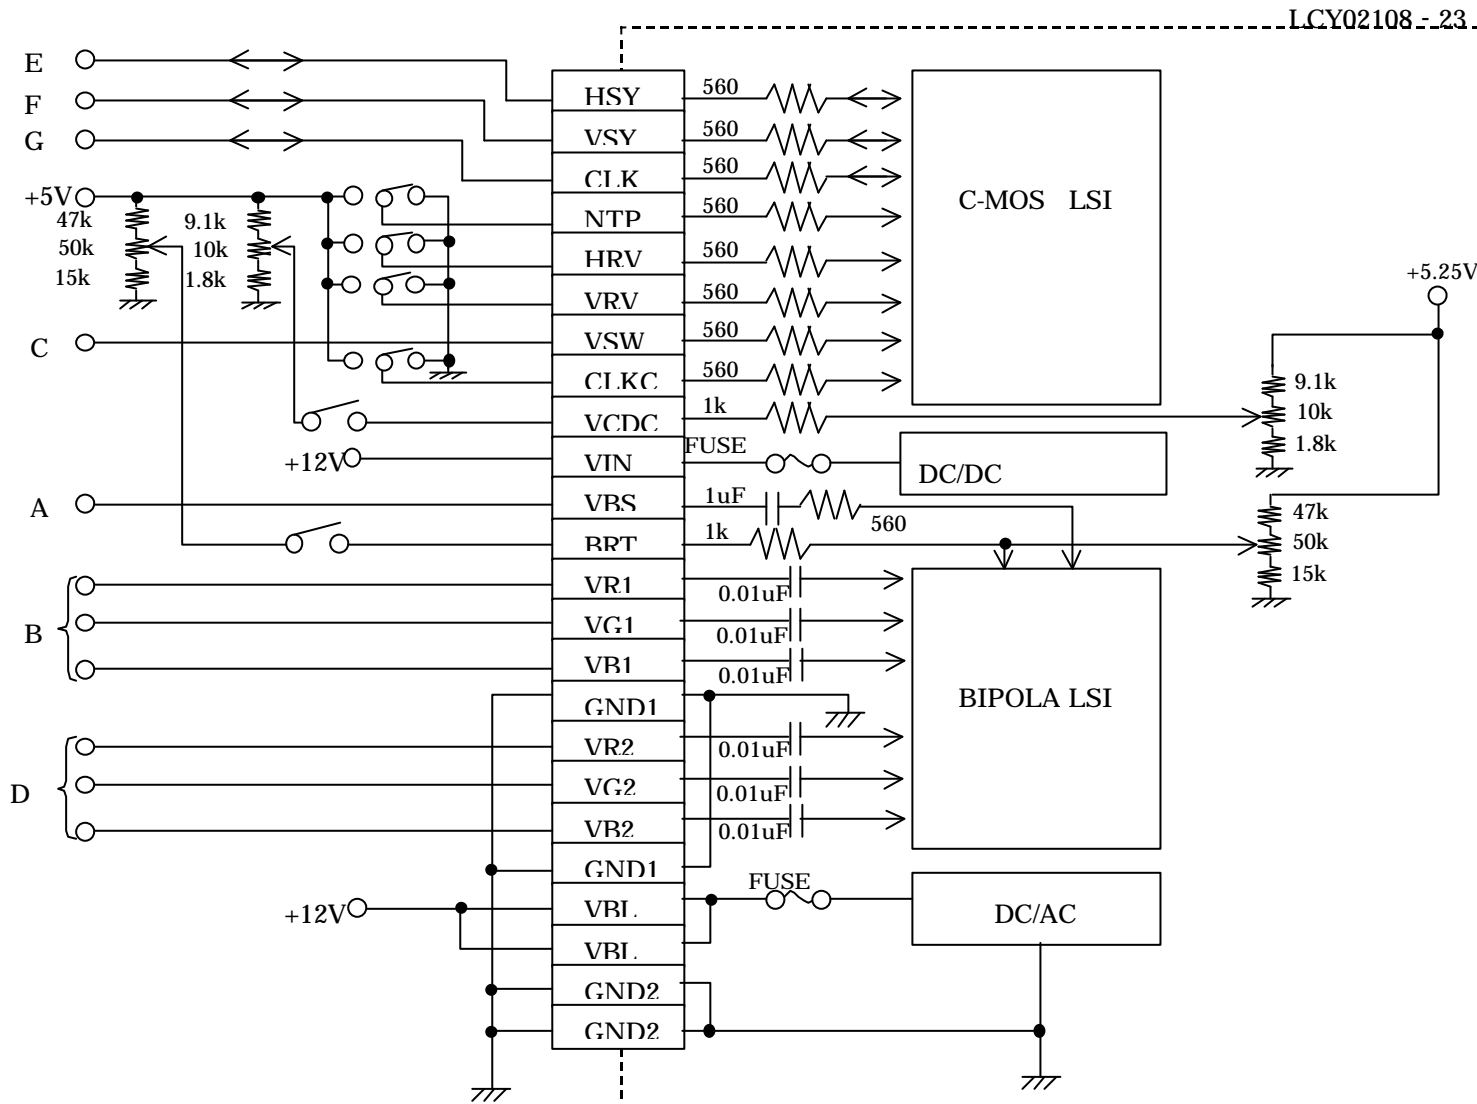 LCY02108 - 23
E
F
G
+5V
47k
50k
15k
9.1k
10k
1.8k
C
+12V
A
B
D
+12V
HSY
VSY
CLK
NTP
HRV
VRV
VSW
CLKC
VCDC
VIN
VBS
BRT
VR1
VG1
VB1
GND1
VR2
VG2
VB2
GND1
VBL
VBL
GND2
GND2
560
560
560
560
560
560
560
560
1k
FUSE
1uF
560
1k
0.01uF
0.01uF
0.01uF
0.01uF
0.01uF
0.01uF
FUSE
C-MOS LSI
DC/DC
BIPOLA LSI
DC/AC
+5.25V
9.1k
10k
1.8k
47k
50k
15k